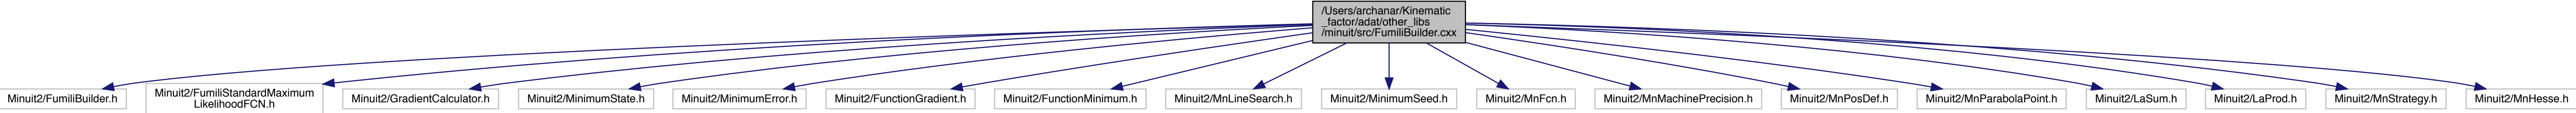 /Users/archanar/Kinematic
_factor/adat/other_libs
/minuit/src/FumiliBuilder.cxx
Minuit2/FumiliBuilder.h
Minuit2/FumiliStandardMaximum
LikelihoodFCN.h
Minuit2/GradientCalculator.h
Minuit2/MinimumState.h
Minuit2/MinimumError.h
Minuit2/FunctionGradient.h
Minuit2/FunctionMinimum.h
Minuit2/MnLineSearch.h
Minuit2/MinimumSeed.h
Minuit2/MnFcn.h
Minuit2/MnMachinePrecision.h
Minuit2/MnPosDef.h
Minuit2/MnParabolaPoint.h
Minuit2/LaSum.h
Minuit2/LaProd.h
Minuit2/MnStrategy.h
Minuit2/MnHesse.h